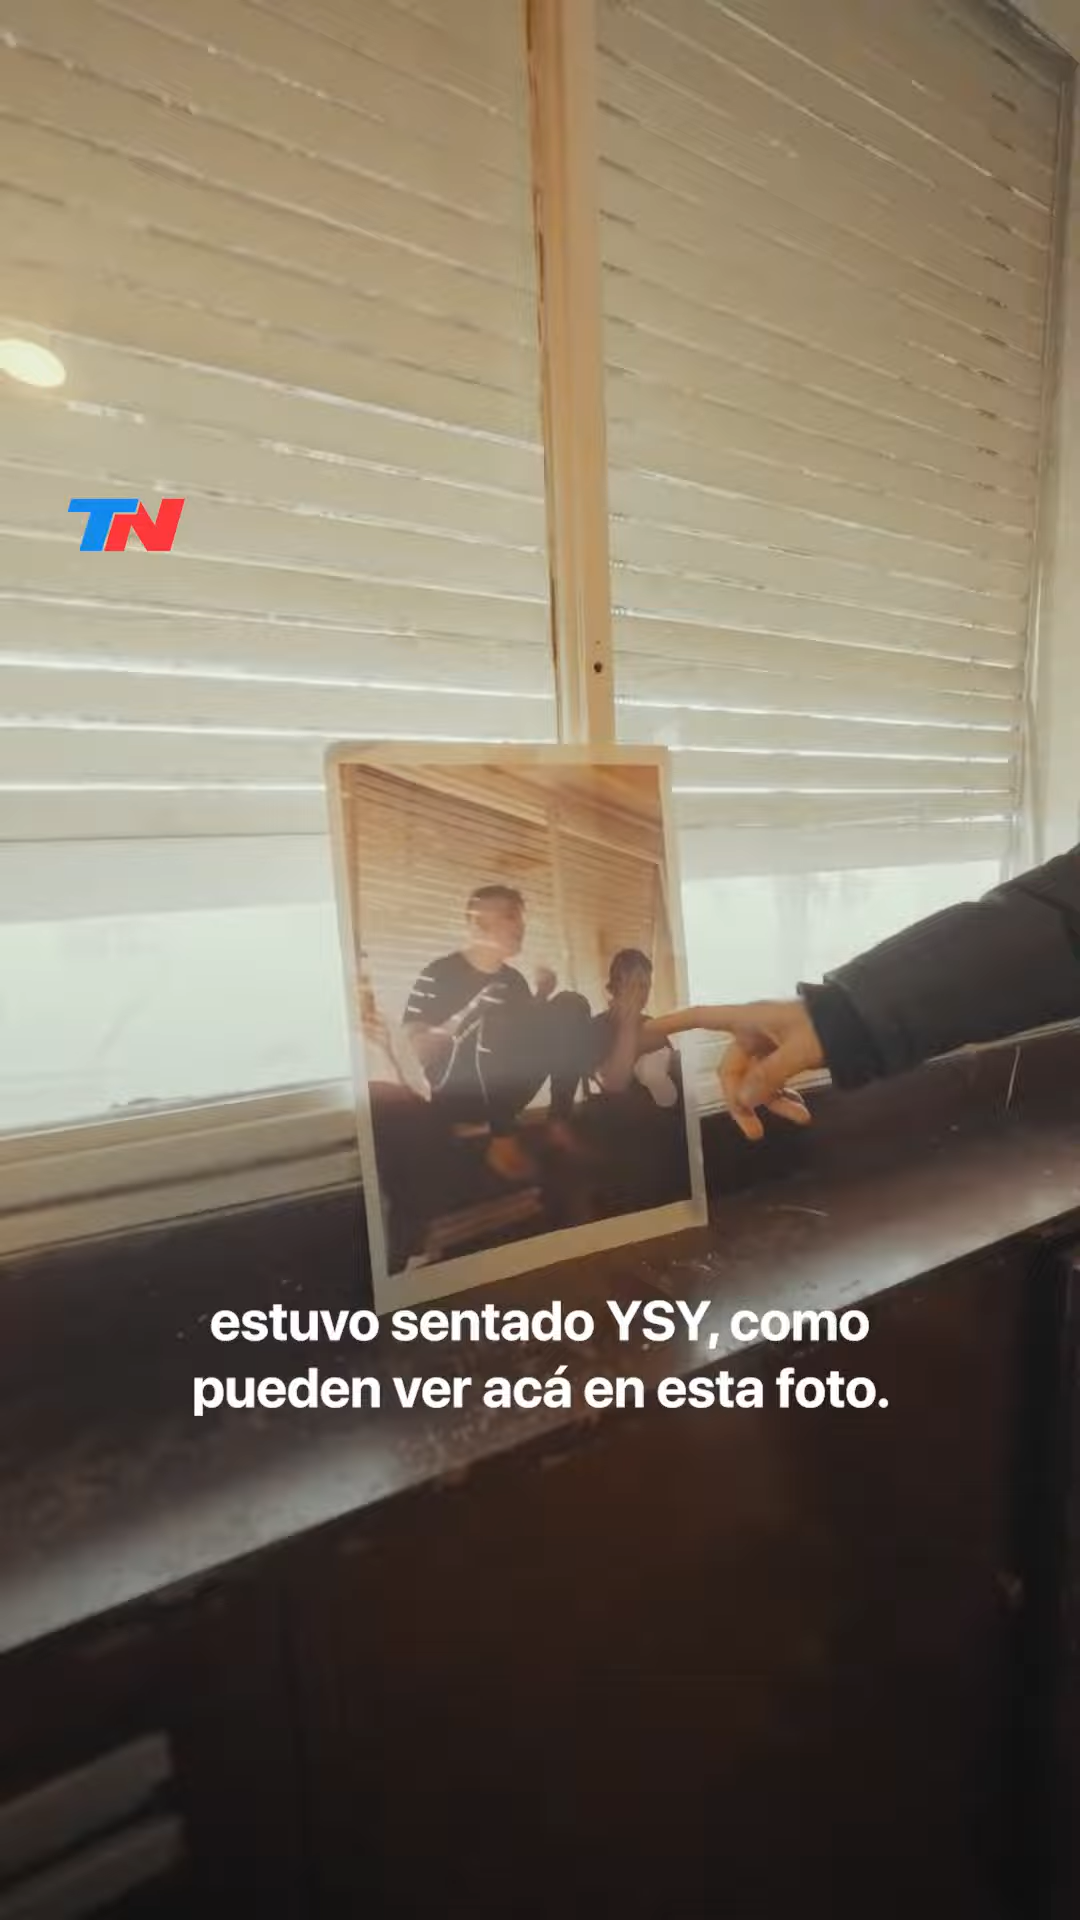 TN
estuvo sentado YSY, como
pueden ver acá en esta foto.